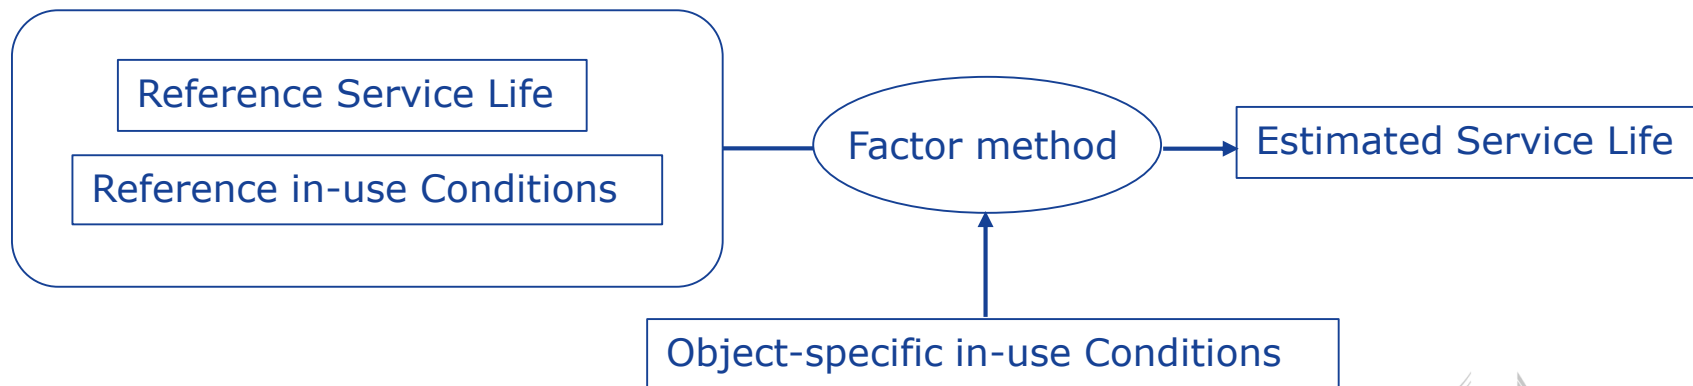 Reference Service Life
Reference in-use Conditions
Factor method
Estimated Service Life
Object-specific in-use Conditions